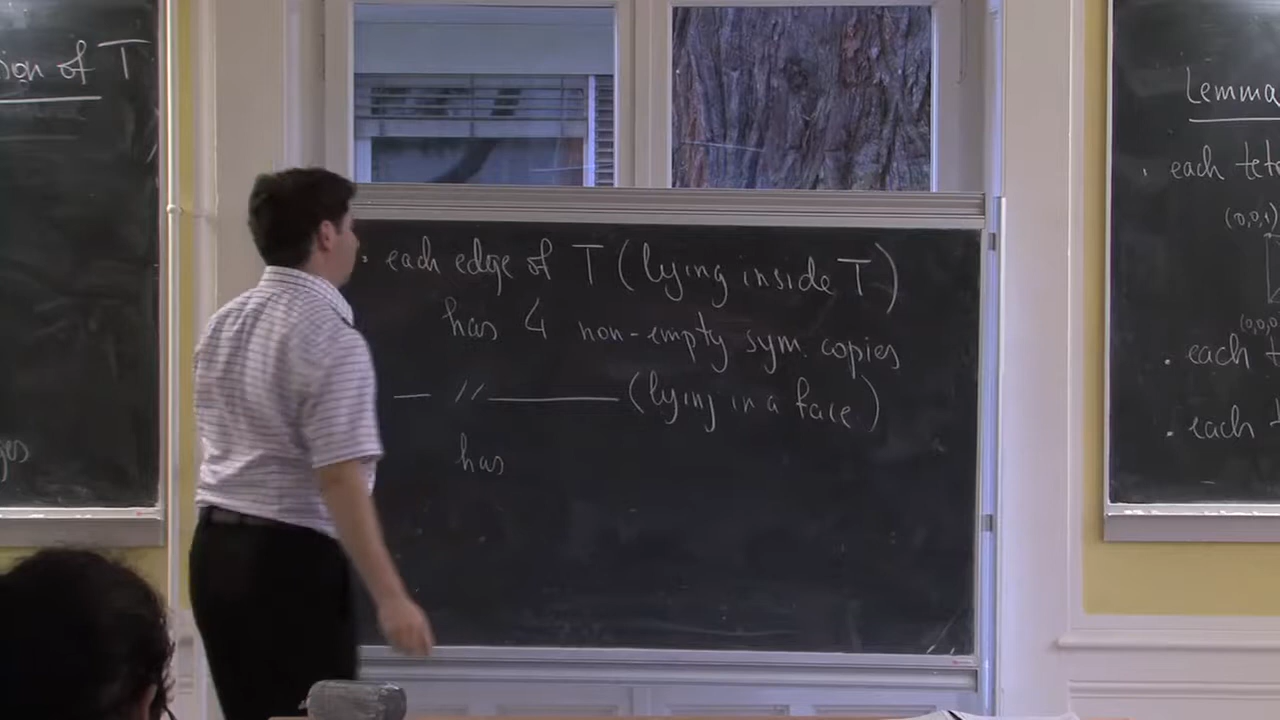 sion of T
ges
. each edge of T (lying inside T)
has 4 non-empty sym. copies
— // ——— (lying in a face)
has
Lemma
. each tet
(0,0,1)
(0,0,0
. each t
. each t